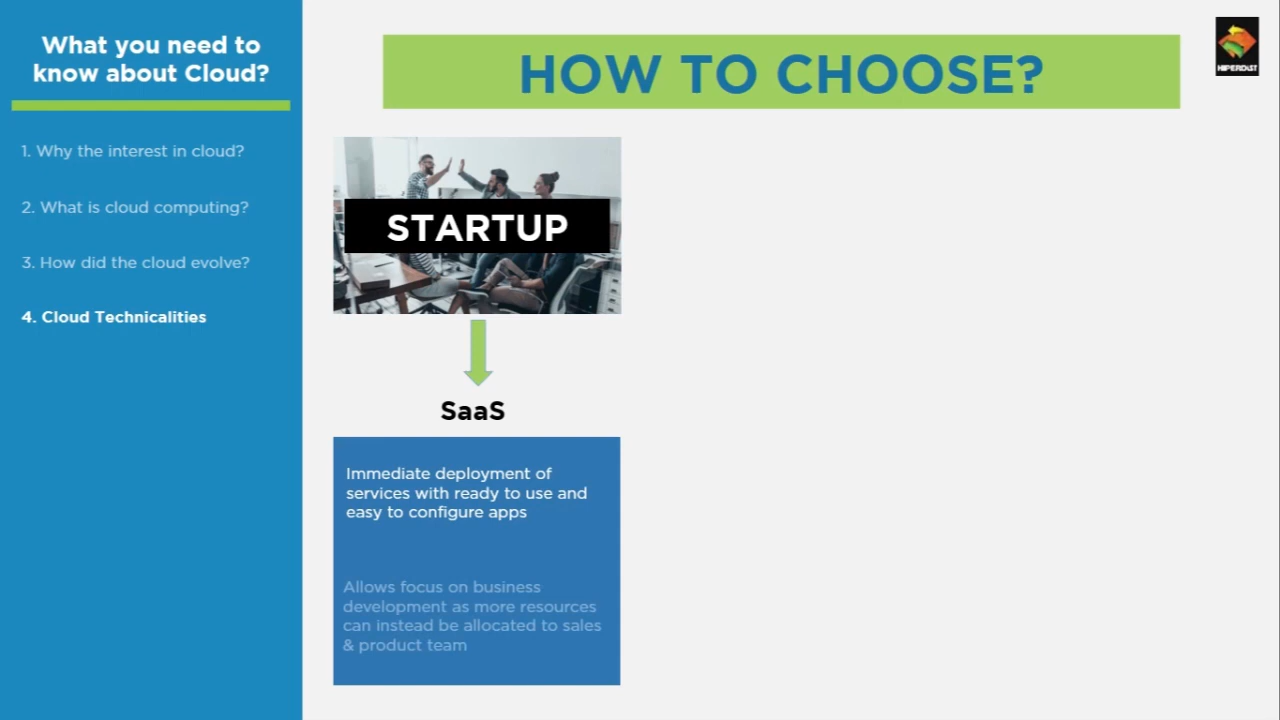 What you need to
know about Cloud?
1. Why the interest in cloud?
2. What is cloud computing?
3. How did the cloud evolve?
4. Cloud Technicalities
HOW TO CHOOSE?
HIPERDIST
STARTUP
SaaS
Immediate deployment of
services with ready to use and
easy to configure apps
Allows focus on business
development as more resources
can instead be allocated to sales
& product team